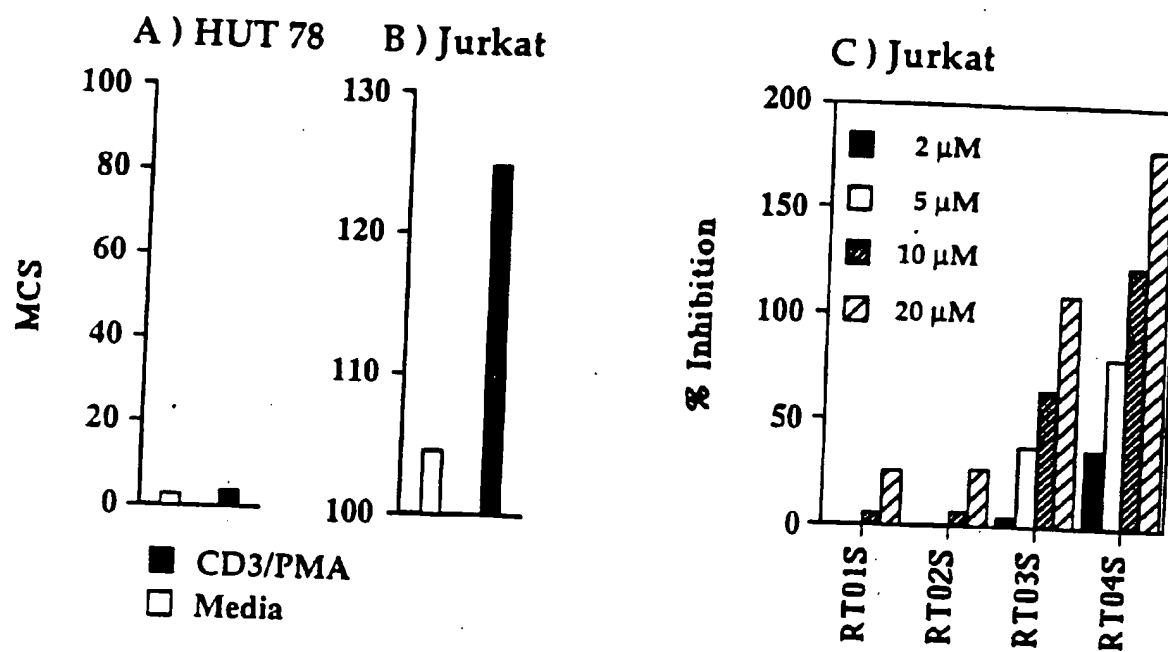 A ) HUT 78
B ) Jurkat
C ) Jurkat
MCS
100
80
60
40
20
0
130
120
110
100
CD3/PMA
Media
% Inhibition
200
150
100
50
0
2 µM
5 µM
10 µM
20 µM
RT01S
RT02S
RT03S
RT04S